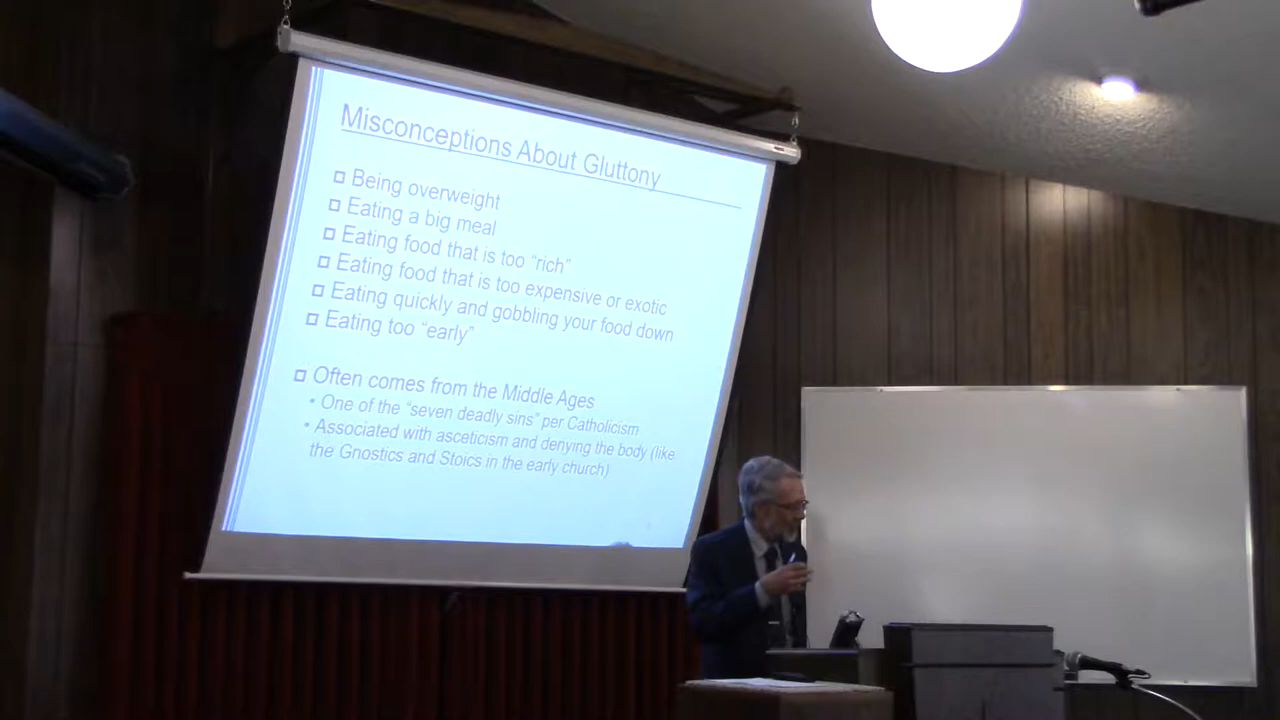 Misconceptions About Gluttony
Being overweight
Eating a big meal
Eating food that is too “rich”
Eating food that is too expensive or exotic
Eating quickly and gobbling your food down
Eating too “early”
Often comes from the Middle Ages
• One of the “seven deadly sins” per Catholicism
• Associated with asceticism and denying the body (like
the Gnostics and Stoics in the early church)